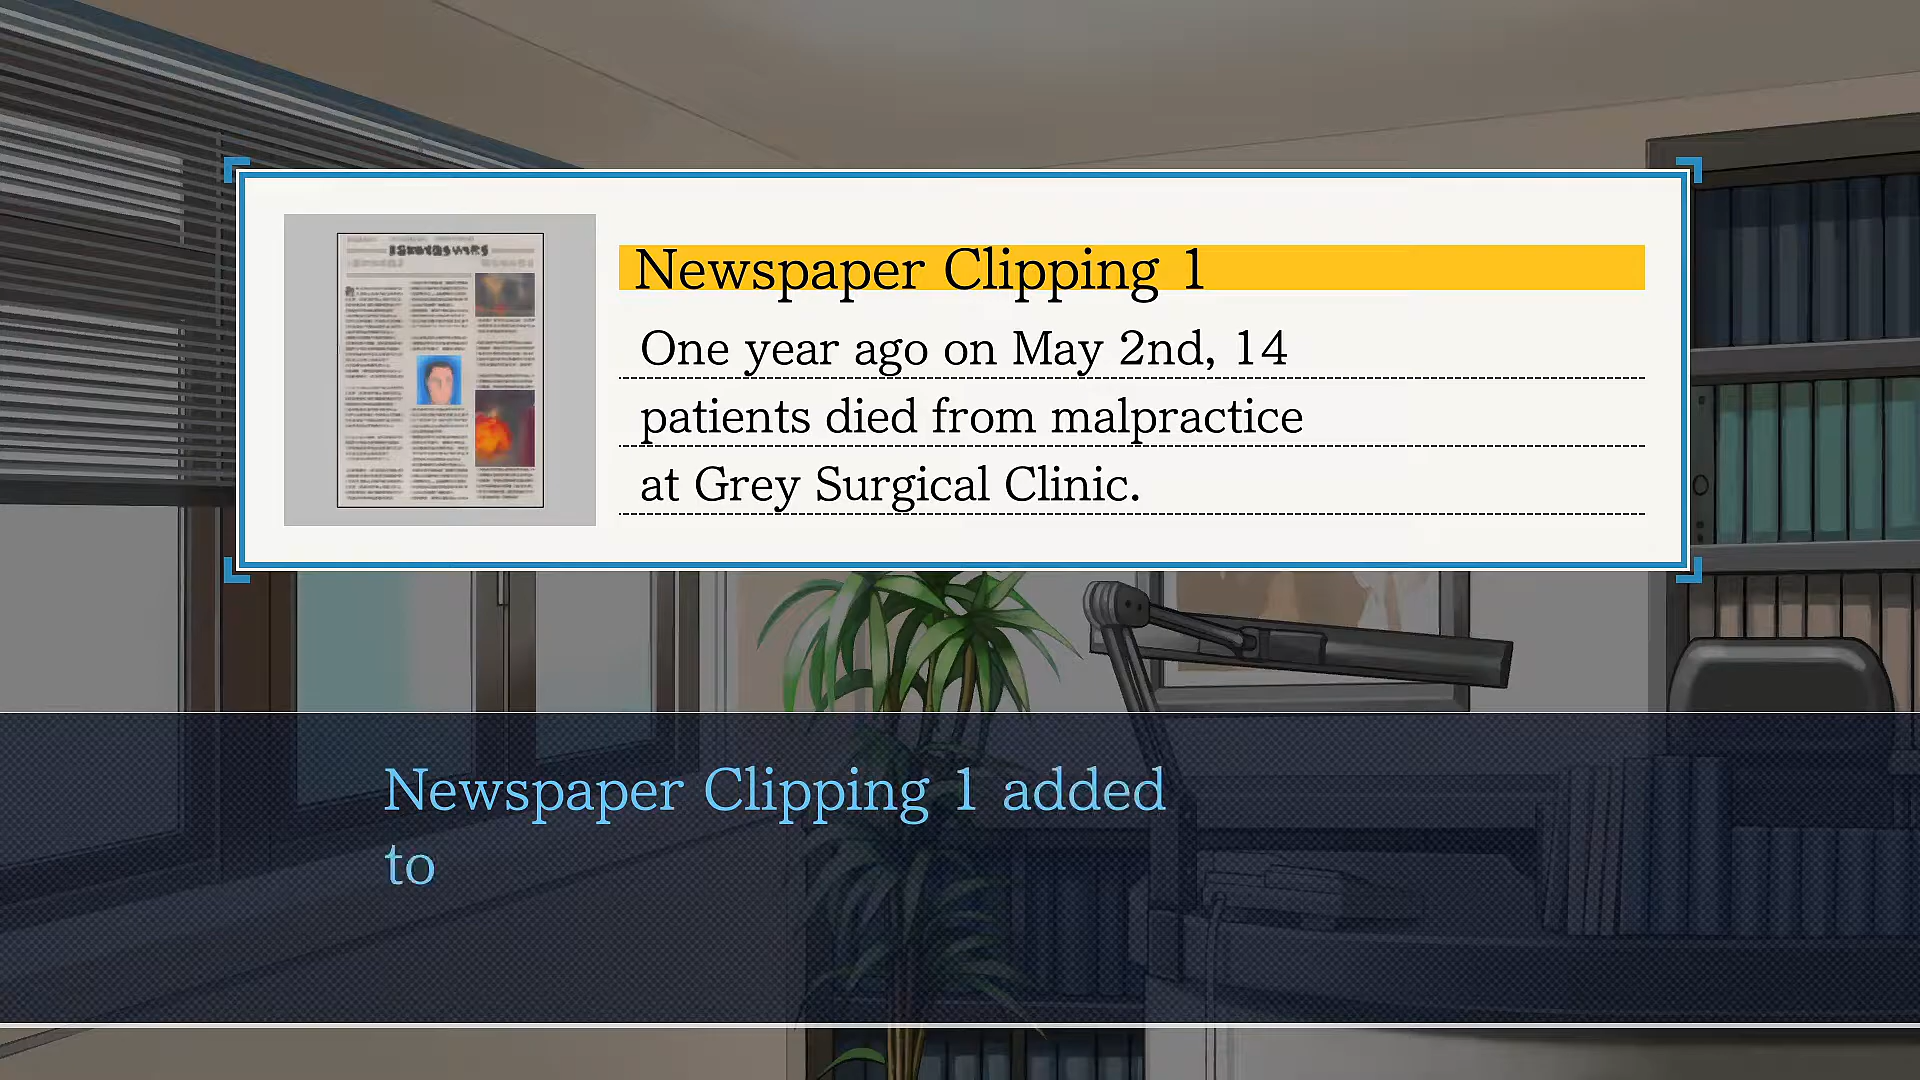 Newspaper Clipping 1
One year ago on May 2nd, 14
patients died from malpractice
at Grey Surgical Clinic.
Newspaper Clipping 1 added
to